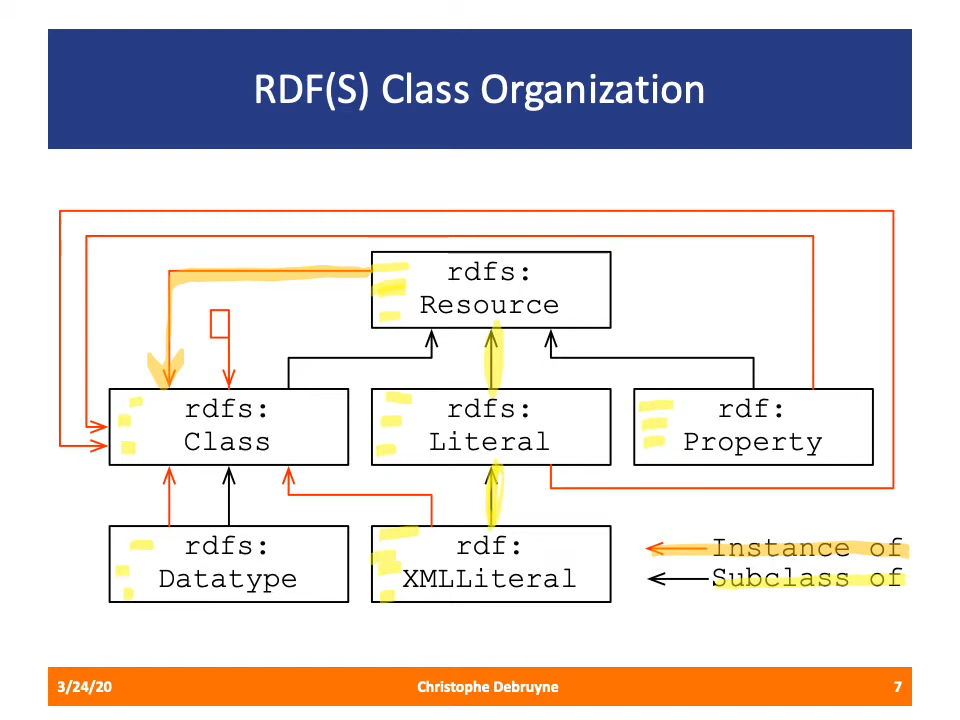 RDF(S) Class Organization
rdfs:
Resource
rdfs:
Class
rdfs:
Literal
rdf:
Property
rdfs:
Datatype
rdf:
XMLLiteral
Instance of
Subclass of
3/24/20
Christophe Debruyne
7